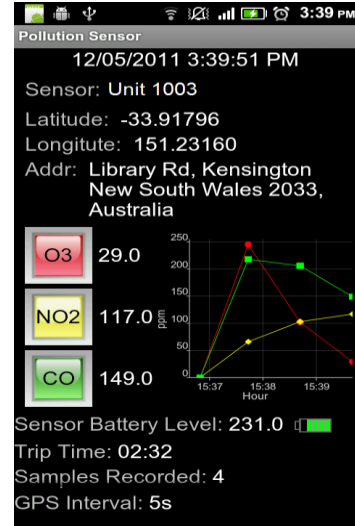 3:39 PM
Pollution Sensor
12/05/2011 3:39:51 PM
Sensor: Unit 1003
Latitude: -33.91796
Longitute: 151.23160
Addr: Library Rd, Kensington
New South Wales 2033,
Australia
O3 29.0
NO2 117.0
CO 149.0
250
200
150
100
50
0
ppm
15:37 15:38 15:39
Hour
Sensor Battery Level: 231.0
Trip Time: 02:32
Samples Recorded: 4
GPS Interval: 5s